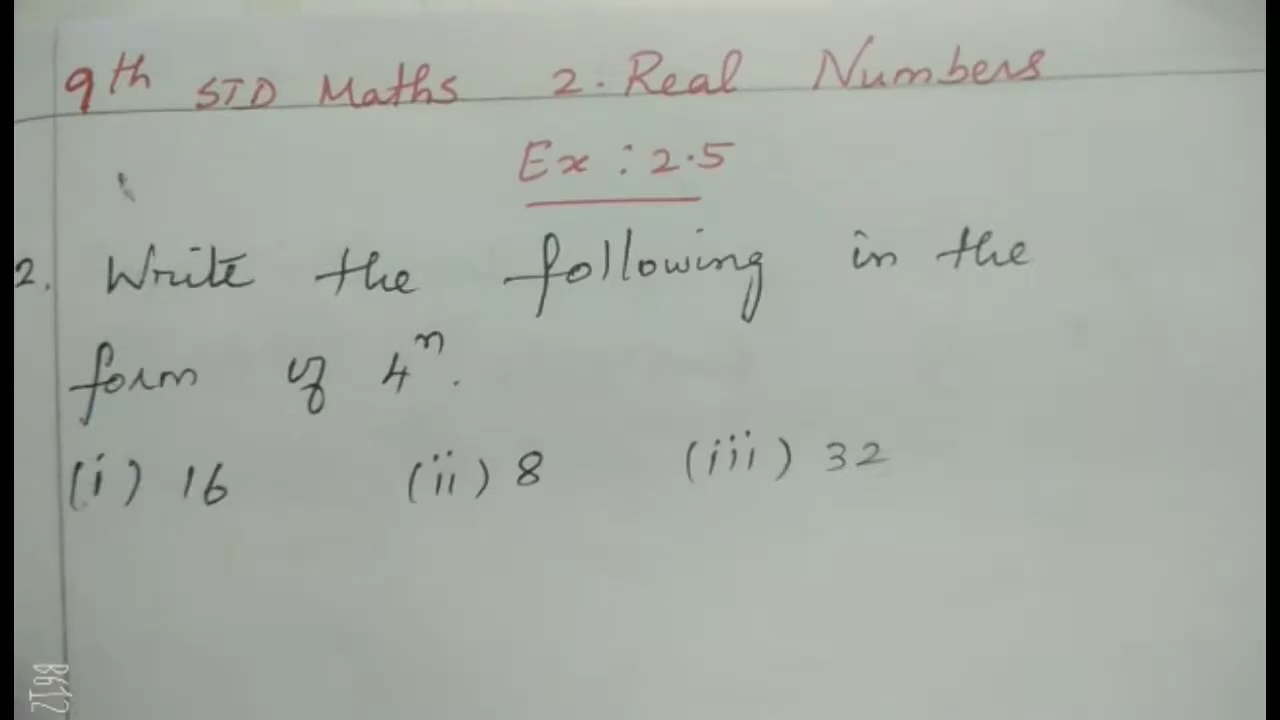 9th STD Maths 2. Real Numbers
Ex : 2.5
2. Write the following in the
form of 4ⁿ.
(i) 16 (ii) 8 (iii) 32
B612